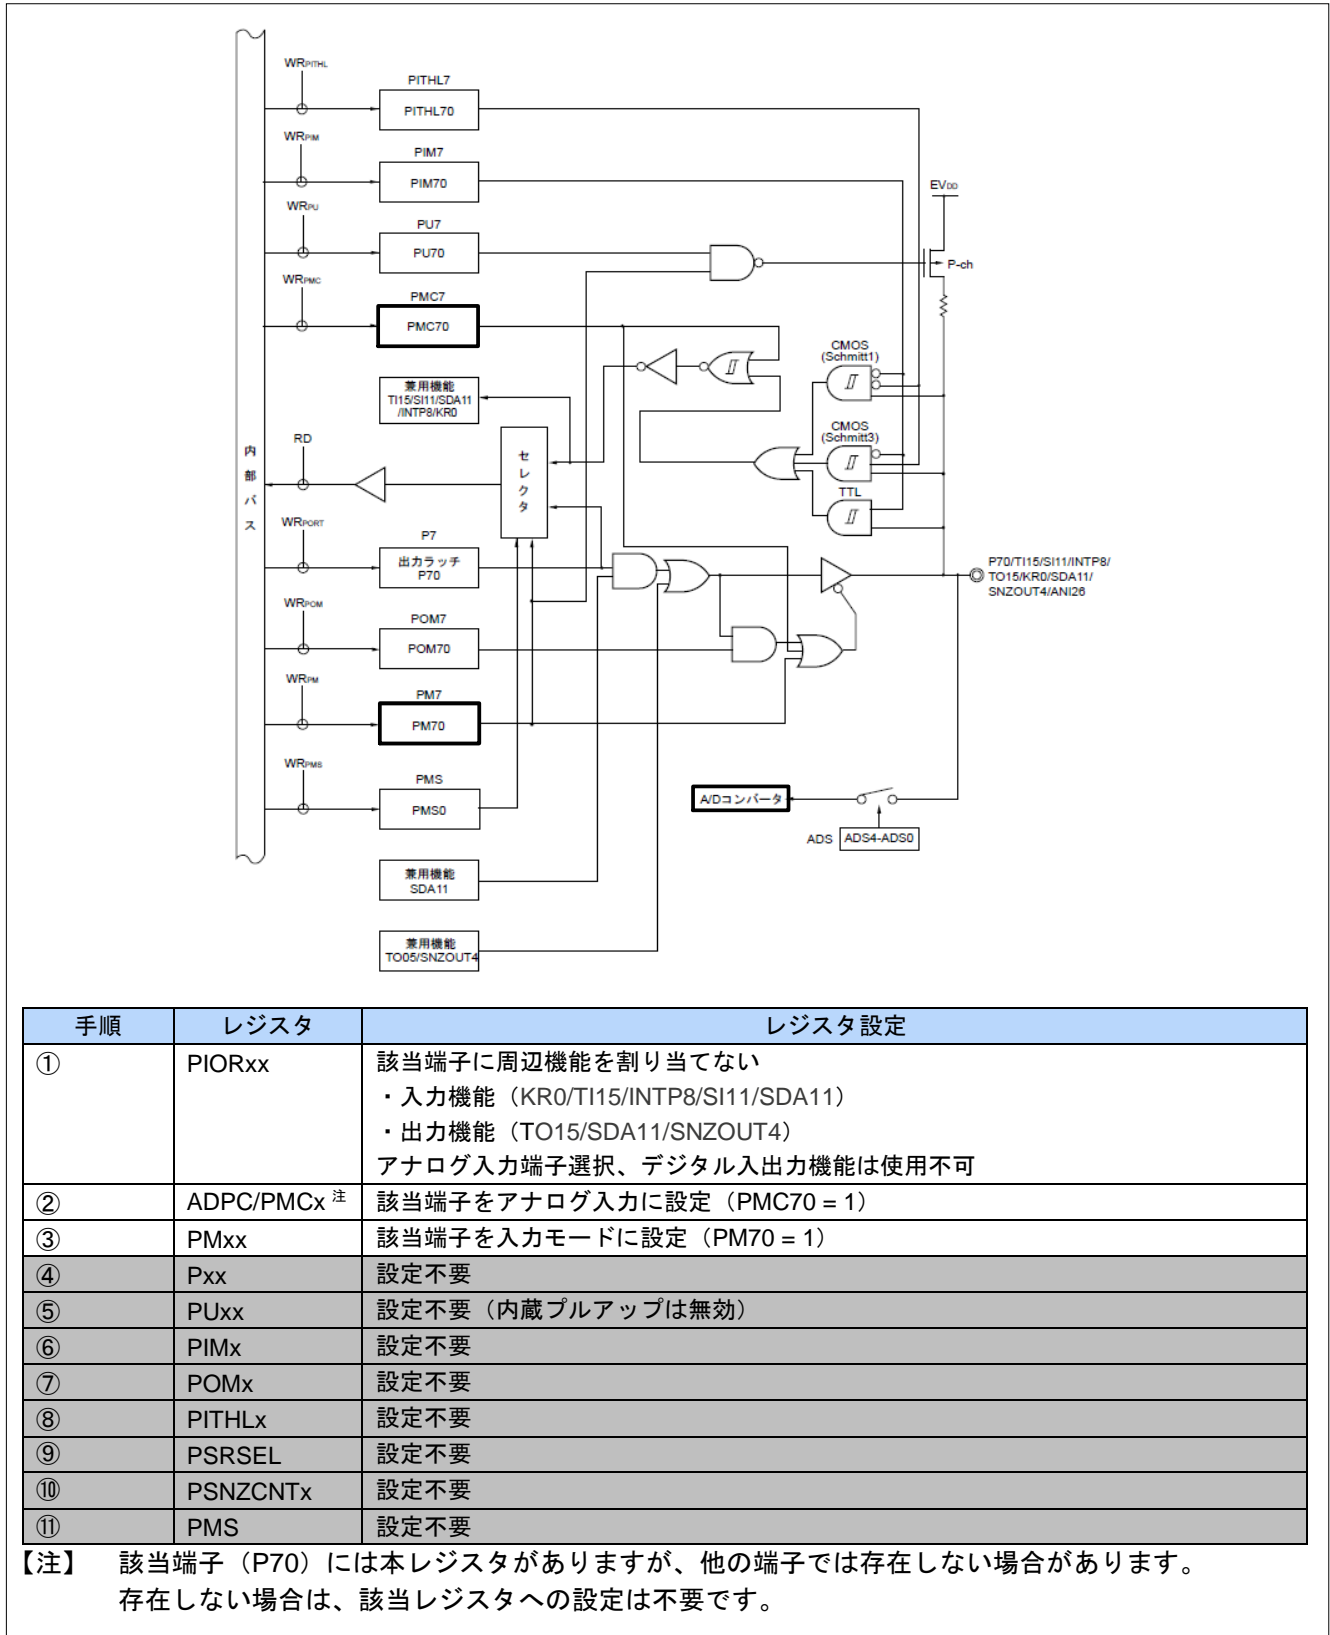 WRPITHL
PITHL7
PITHL70
WRPIM
PIM7
PIM70
WRPU
PU7
PU70
EVDD
P-ch
WRPMC
PMC7
PMC70
CMOS
(Schmitt1)
兼用機能
TI15/SI11/SDA11
/INTP8/KR0
CMOS
(Schmitt3)
TTL
RD
セレクタ
内部バス
WRPORT
P7
出力ラッチ
P70
P70/TI15/SI11/INTP8/
TO15/KR0/SDA11/
SNZOUT4/ANI26
WRPOM
POM7
POM70
WRPM
PM7
PM70
WRPMS
PMS
PMS0
A/Dコンバータ
ADS ADS4-ADS0
兼用機能
SDA11
兼用機能
TO05/SNZOUT4
手順 レジスタ レジスタ設定
① PIORxx 該当端子に周辺機能を割り当てない
・入力機能（KR0/TI15/INTP8/SI11/SDA11）
・出力機能（TO15/SDA11/SNZOUT4）
アナログ入力端子選択、デジタル入出力機能は使用不可
② ADPC/PMCx 注 該当端子をアナログ入力に設定（PMC70 = 1）
③ PMxx 該当端子を入力モードに設定（PM70 = 1）
④ Pxx 設定不要
⑤ PUxx 設定不要（内蔵プルアップは無効）
⑥ PIMx 設定不要
⑦ POMx 設定不要
⑧ PITHLx 設定不要
⑨ PSRSEL 設定不要
⑩ PSNZCNTx 設定不要
⑪ PMS 設定不要
【注】 該当端子（P70）には本レジスタがありますが、他の端子では存在しない場合があります。
存在しない場合は、該当レジスタへの設定は不要です。